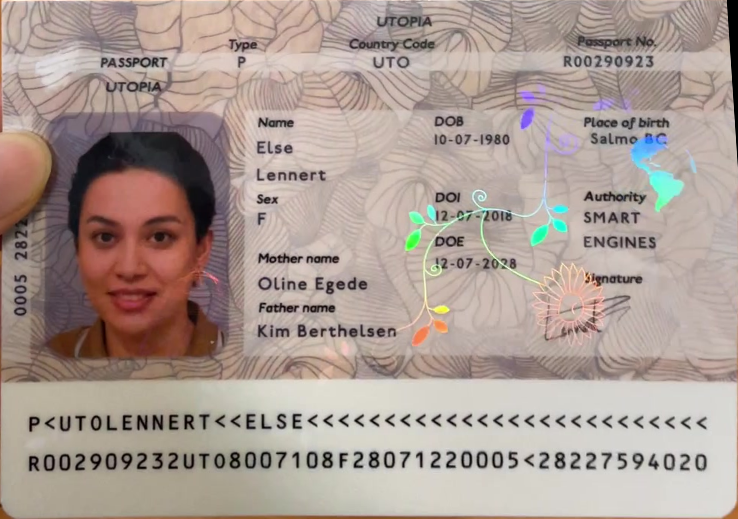 UTOPIA
Type Country Code Passport No.
PASSPORT P UTO R00290923
UTOPIA
Name DOB Place of birth
Else 10-07-1980 Salmo BC
Lennert
Sex DOI Authority
F 12-07-2018 SMART
DOE ENGINES
Mother name 12-07-2028
Oline Egede Signature
Father name
Kim Berthelsen
0005 2822
P<UTOLENNERT<<ELSE<<<<<<<<<<<<<<<<<<<<<<<<<<
R002909232UTO8007108F28071220005<28227594020